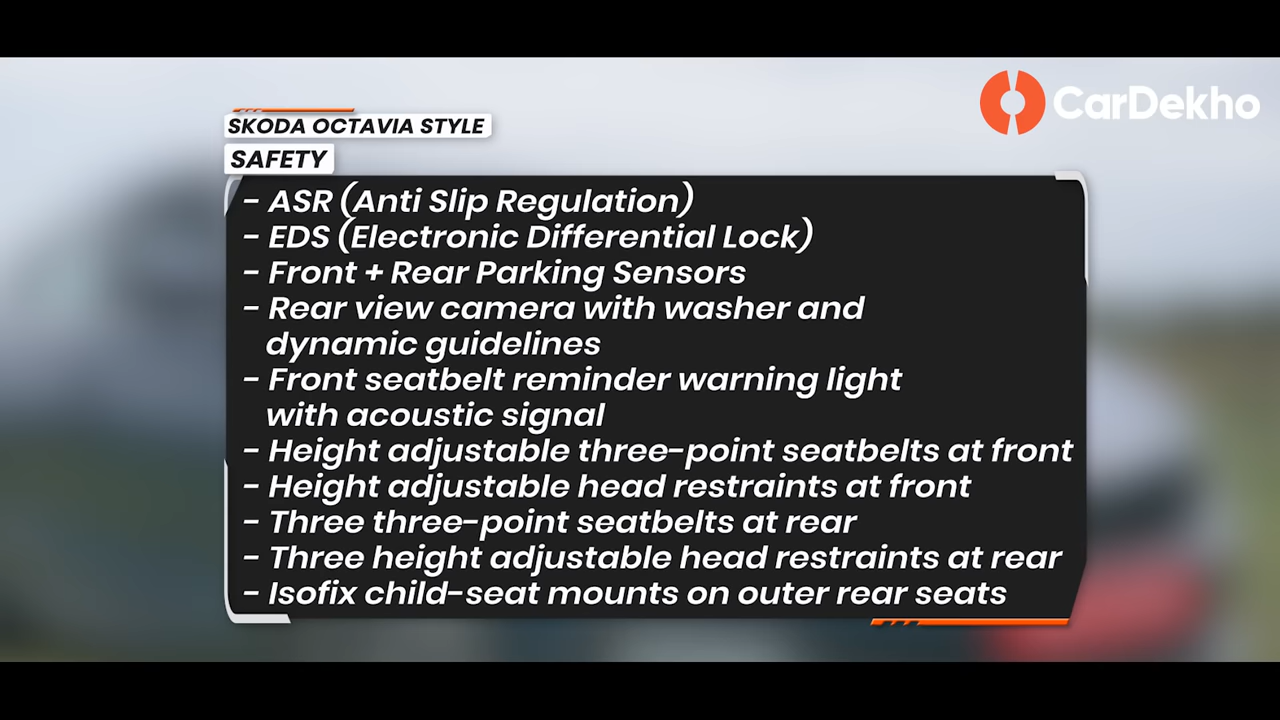 CarDekho
SKODA OCTAVIA STYLE
SAFETY
- ASR (Anti Slip Regulation)
- EDS (Electronic Differential Lock)
- Front + Rear Parking Sensors
- Rear view camera with washer and
dynamic guidelines
- Front seatbelt reminder warning light
with acoustic signal
- Height adjustable three-point seatbelts at front
- Height adjustable head restraints at front
- Three three-point seatbelts at rear
- Three height adjustable head restraints at rear
- Isofix child-seat mounts on outer rear seats